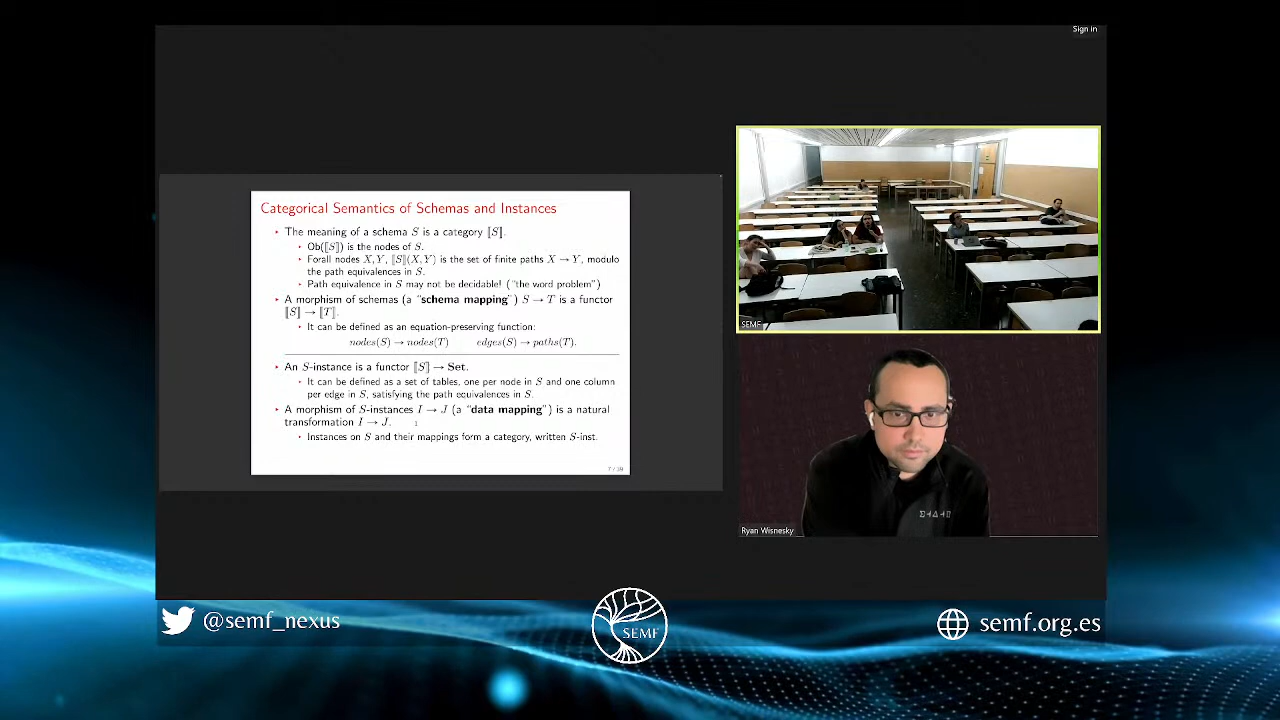 Sign in
Categorical Semantics of Schemas and Instances
The meaning of a schema S is a category ⟦S⟧.
Ob(⟦S⟧) is the nodes of S.
Forall nodes X, Y, ⟦S⟧(X, Y) is the set of finite paths X → Y, modulo
the path equivalences in S.
Path equivalence in S may not be decidable! ("the word problem")
A morphism of schemas (a "schema mapping") S → T is a functor
⟦S⟧ → ⟦T⟧.
It can be defined as an equation-preserving function:
nodes(S) → nodes(T) edges(S) → paths(T).
An S-instance is a functor ⟦S⟧ → Set.
It can be defined as a set of tables, one per node in S and one column
per edge in S, satisfying the path equivalences in S.
A morphism of S-instances I → J (a "data mapping") is a natural
transformation I → J.
Instances on S and their mappings form a category, written S-inst.
7 / 39
SEMF
Ryan Wisnesky
@semf_nexus
SEMF
semf.org.es